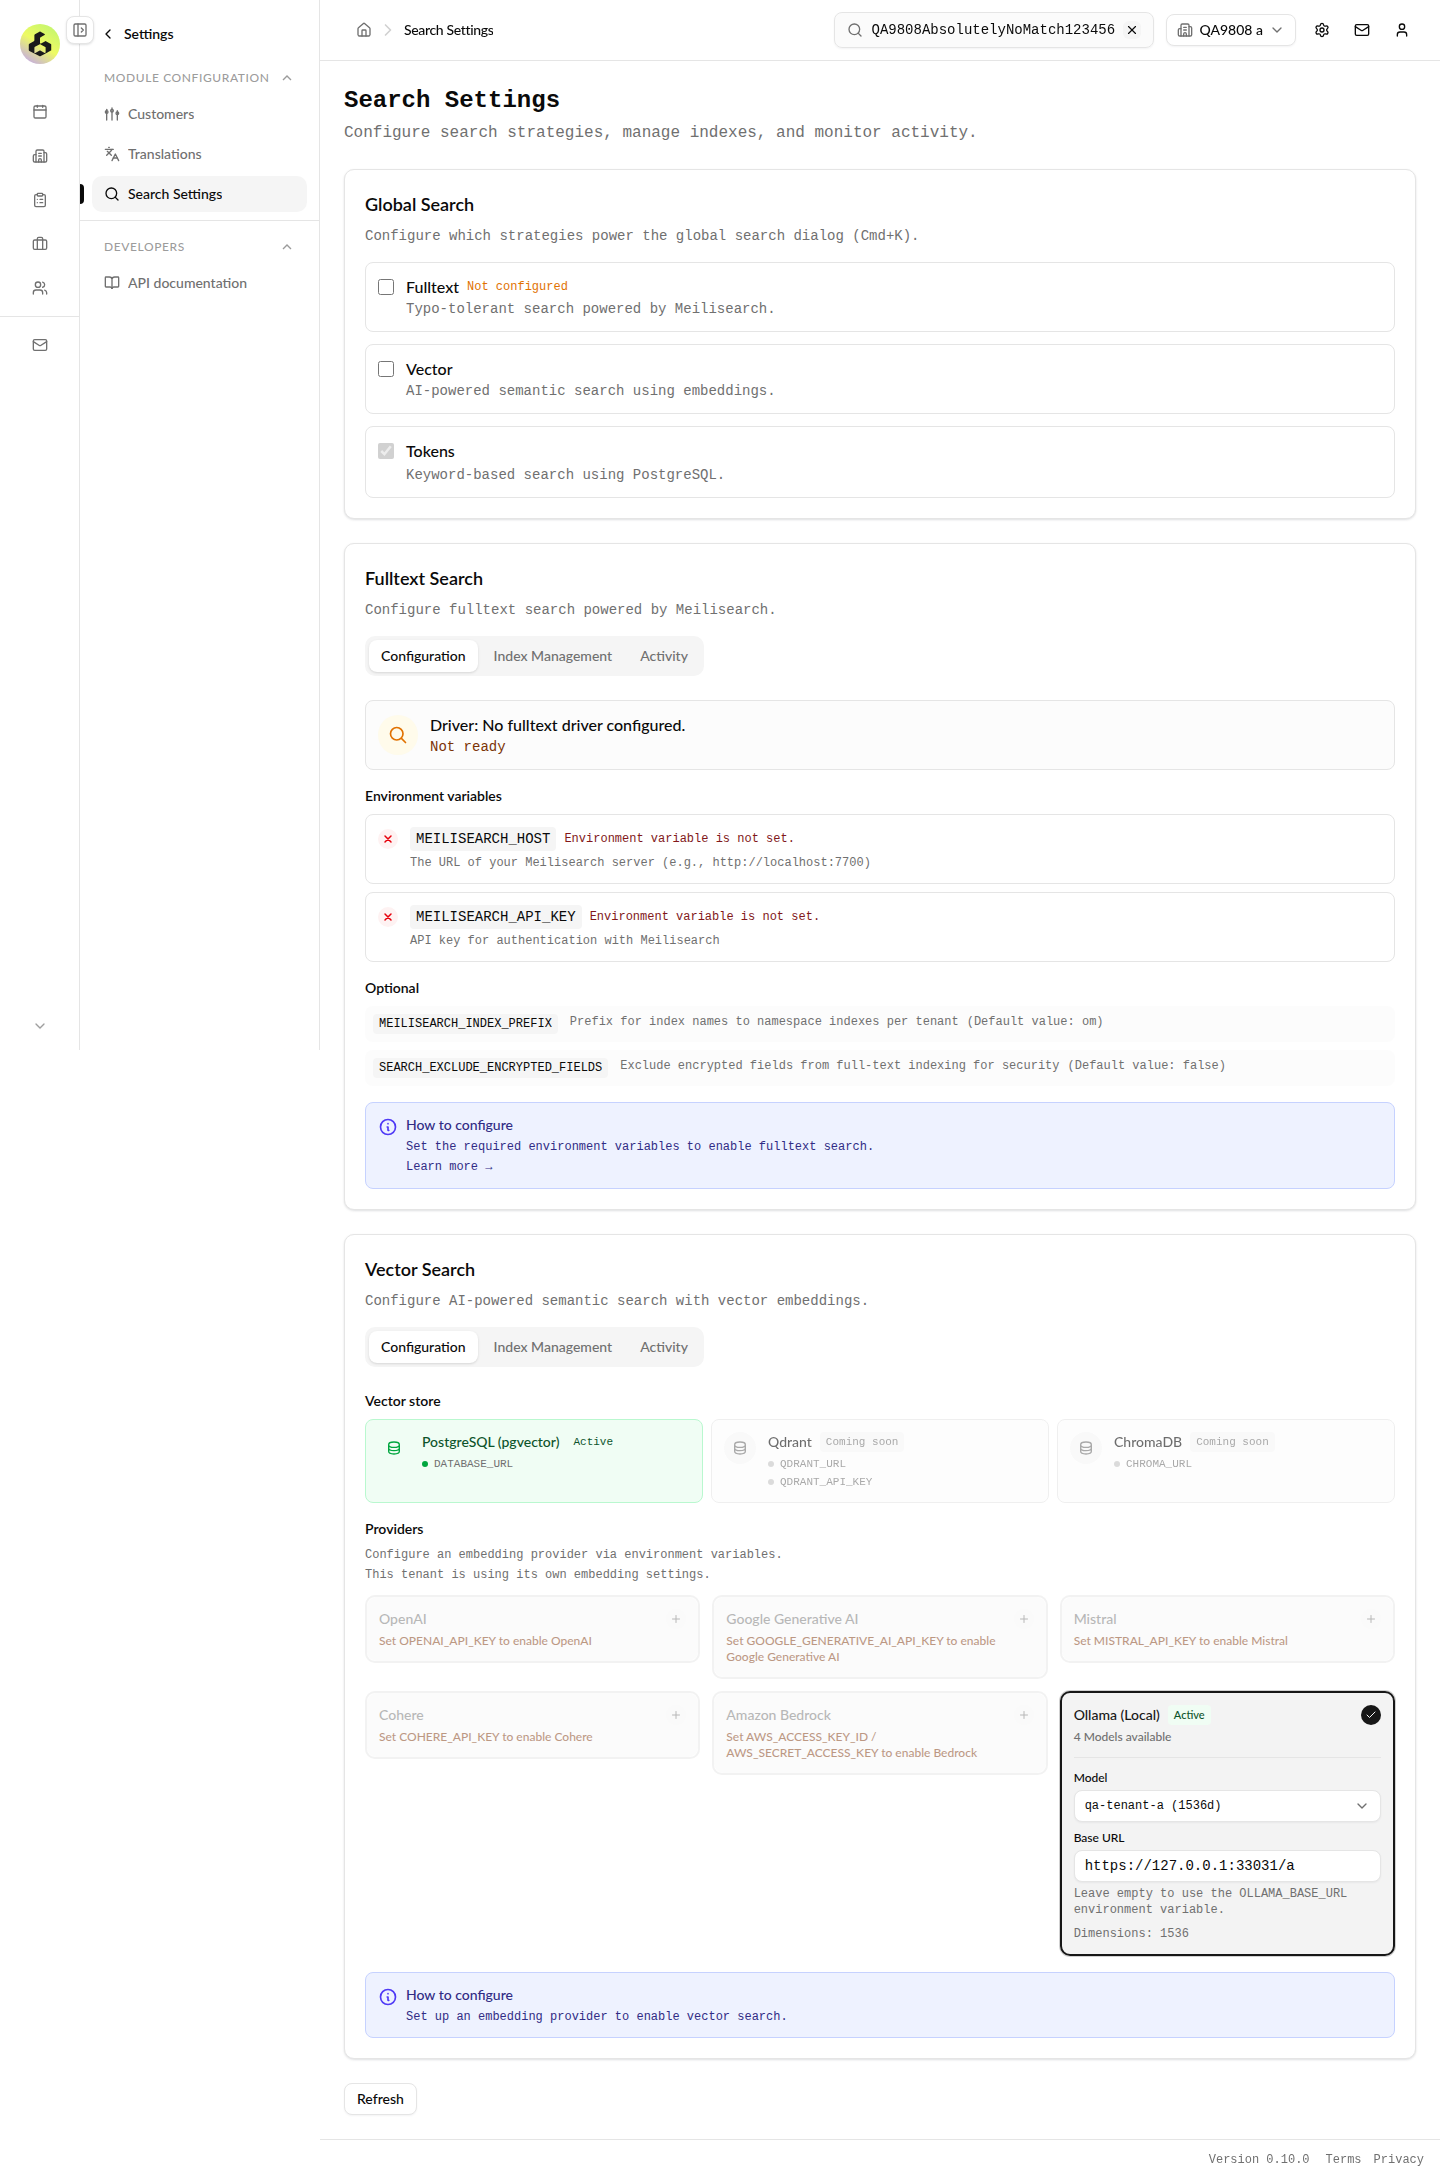 Settings
MODULE CONFIGURATION
Customers
Translations
Search Settings
DEVELOPERS
API documentation
Search Settings
QA9808AbsolutelyNoMatch123456
QA9808 a
Search Settings
Configure search strategies, manage indexes, and monitor activity.
Global Search
Configure which strategies power the global search dialog (Cmd+K).
Fulltext Not configured
Typo-tolerant search powered by Meilisearch.
Vector
AI-powered semantic search using embeddings.
Tokens
Keyword-based search using PostgreSQL.
Fulltext Search
Configure fulltext search powered by Meilisearch.
Configuration Index Management Activity
Driver: No fulltext driver configured.
Not ready
Environment variables
MEILISEARCH_HOST Environment variable is not set.
The URL of your Meilisearch server (e.g., http://localhost:7700)
MEILISEARCH_API_KEY Environment variable is not set.
API key for authentication with Meilisearch
Optional
MEILISEARCH_INDEX_PREFIX Prefix for index names to namespace indexes per tenant (Default value: om)
SEARCH_EXCLUDE_ENCRYPTED_FIELDS Exclude encrypted fields from full-text indexing for security (Default value: false)
How to configure
Set the required environment variables to enable fulltext search.
Learn more →
Vector Search
Configure AI-powered semantic search with vector embeddings.
Configuration Index Management Activity
Vector store
PostgreSQL (pgvector) Active
DATABASE_URL
Qdrant Coming soon
QDRANT_URL
QDRANT_API_KEY
ChromaDB Coming soon
CHROMA_URL
Providers
Configure an embedding provider via environment variables.
This tenant is using its own embedding settings.
OpenAI
Set OPENAI_API_KEY to enable OpenAI
Google Generative AI
Set GOOGLE_GENERATIVE_AI_API_KEY to enable
Google Generative AI
Mistral
Set MISTRAL_API_KEY to enable Mistral
Cohere
Set COHERE_API_KEY to enable Cohere
Amazon Bedrock
Set AWS_ACCESS_KEY_ID /
AWS_SECRET_ACCESS_KEY to enable Bedrock
Ollama (Local) Active
4 Models available
Model
qa-tenant-a (1536d)
Base URL
https://127.0.0.1:33031/a
Leave empty to use the OLLAMA_BASE_URL
environment variable.
Dimensions: 1536
How to configure
Set up an embedding provider to enable vector search.
Refresh
Version 0.10.0 Terms Privacy